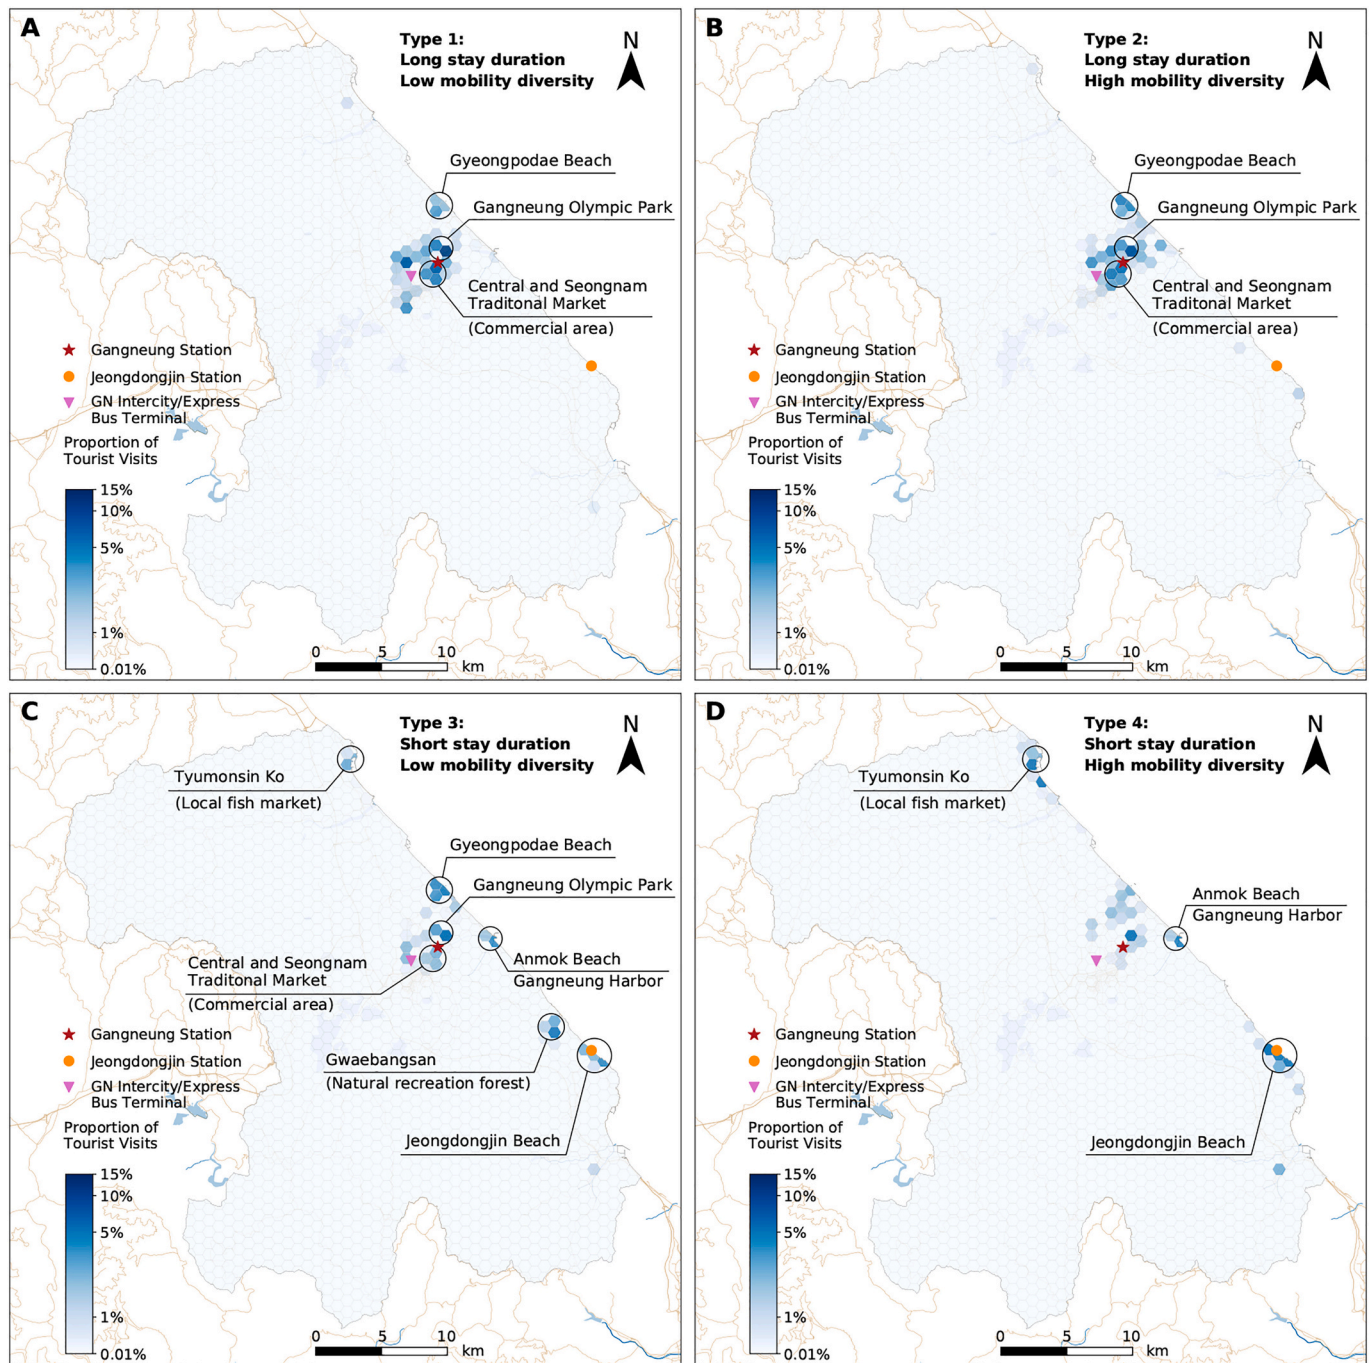 A
Type 1:
Long stay duration
Low mobility diversity
N
Gyeongpodae Beach
Gangneung Olympic Park
Central and Seongnam
Traditonal Market
(Commercial area)
Gangneung Station
Jeongdongjin Station
GN Intercity/Express
Bus Terminal
Proportion of
Tourist Visits
15%
10%
5%
1%
0.01%
0 5 10
km
B
Type 2:
Long stay duration
High mobility diversity
N
Gyeongpodae Beach
Gangneung Olympic Park
Central and Seongnam
Traditonal Market
(Commercial area)
Gangneung Station
Jeongdongjin Station
GN Intercity/Express
Bus Terminal
Proportion of
Tourist Visits
15%
10%
5%
1%
0.01%
0 5 10
km
C
Type 3:
Short stay duration
Low mobility diversity
N
Tyumonsin Ko
(Local fish market)
Gyeongpodae Beach
Gangneung Olympic Park
Central and Seongnam
Traditonal Market
(Commercial area)
Anmok Beach
Gangneung Harbor
Gangneung Station
Jeongdongjin Station
GN Intercity/Express
Bus Terminal
Gwaebangsan
(Natural recreation forest)
Jeongdongjin Beach
Proportion of
Tourist Visits
15%
10%
5%
1%
0.01%
0 5 10
km
D
Type 4:
Short stay duration
High mobility diversity
N
Tyumonsin Ko
(Local fish market)
Anmok Beach
Gangneung Harbor
Gangneung Station
Jeongdongjin Station
GN Intercity/Express
Bus Terminal
Jeongdongjin Beach
Proportion of
Tourist Visits
15%
10%
5%
1%
0.01%
0 5 10
km